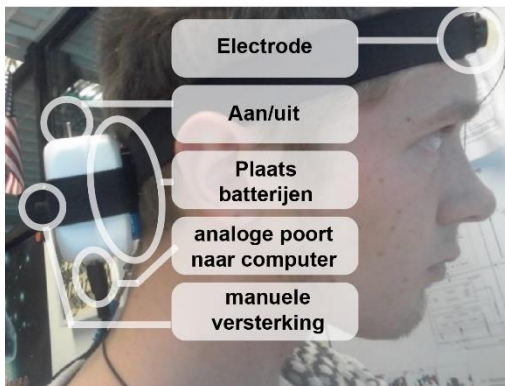 Electrode
Aan/uit
Plaats
batterijen
analoge poort
naar computer
manuele
versterking